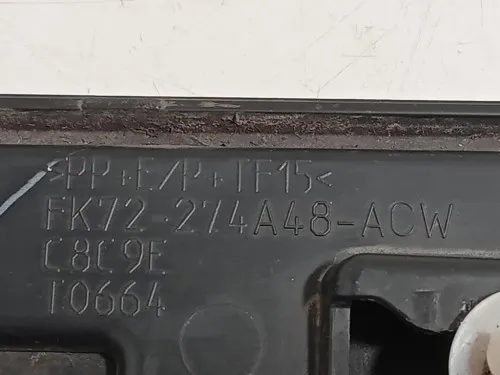 >PP+E/P+TF15<
FK72-274A48-ACW
C8C9E
T0664